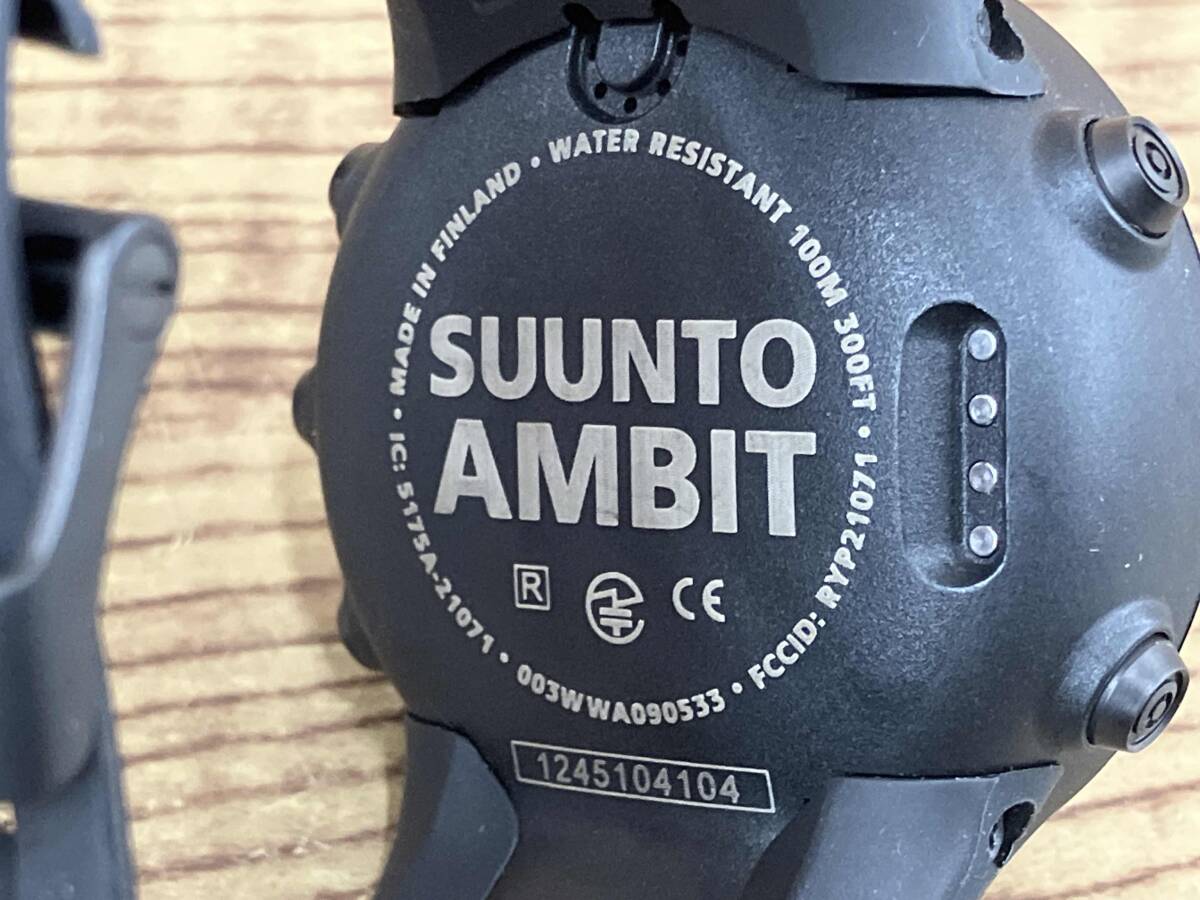 SUUNTO
AMBIT
R
CE
• MADE IN FINLAND • WATER RESISTANT 100M 300FT • FCCID: RYP21071 • 003WWA090533 • IC: 5175A-21071
1245104104